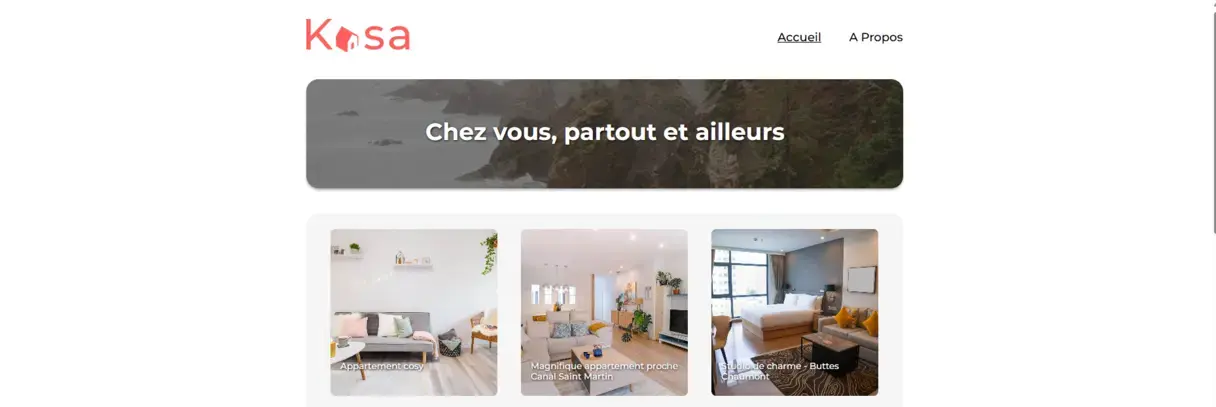 Kasa
Accueil
A Propos
Chez vous, partout et ailleurs
Appartement cosy
Magnifique appartement proche
Canal Saint Martin
Studio de charme - Buttes
Chaumont